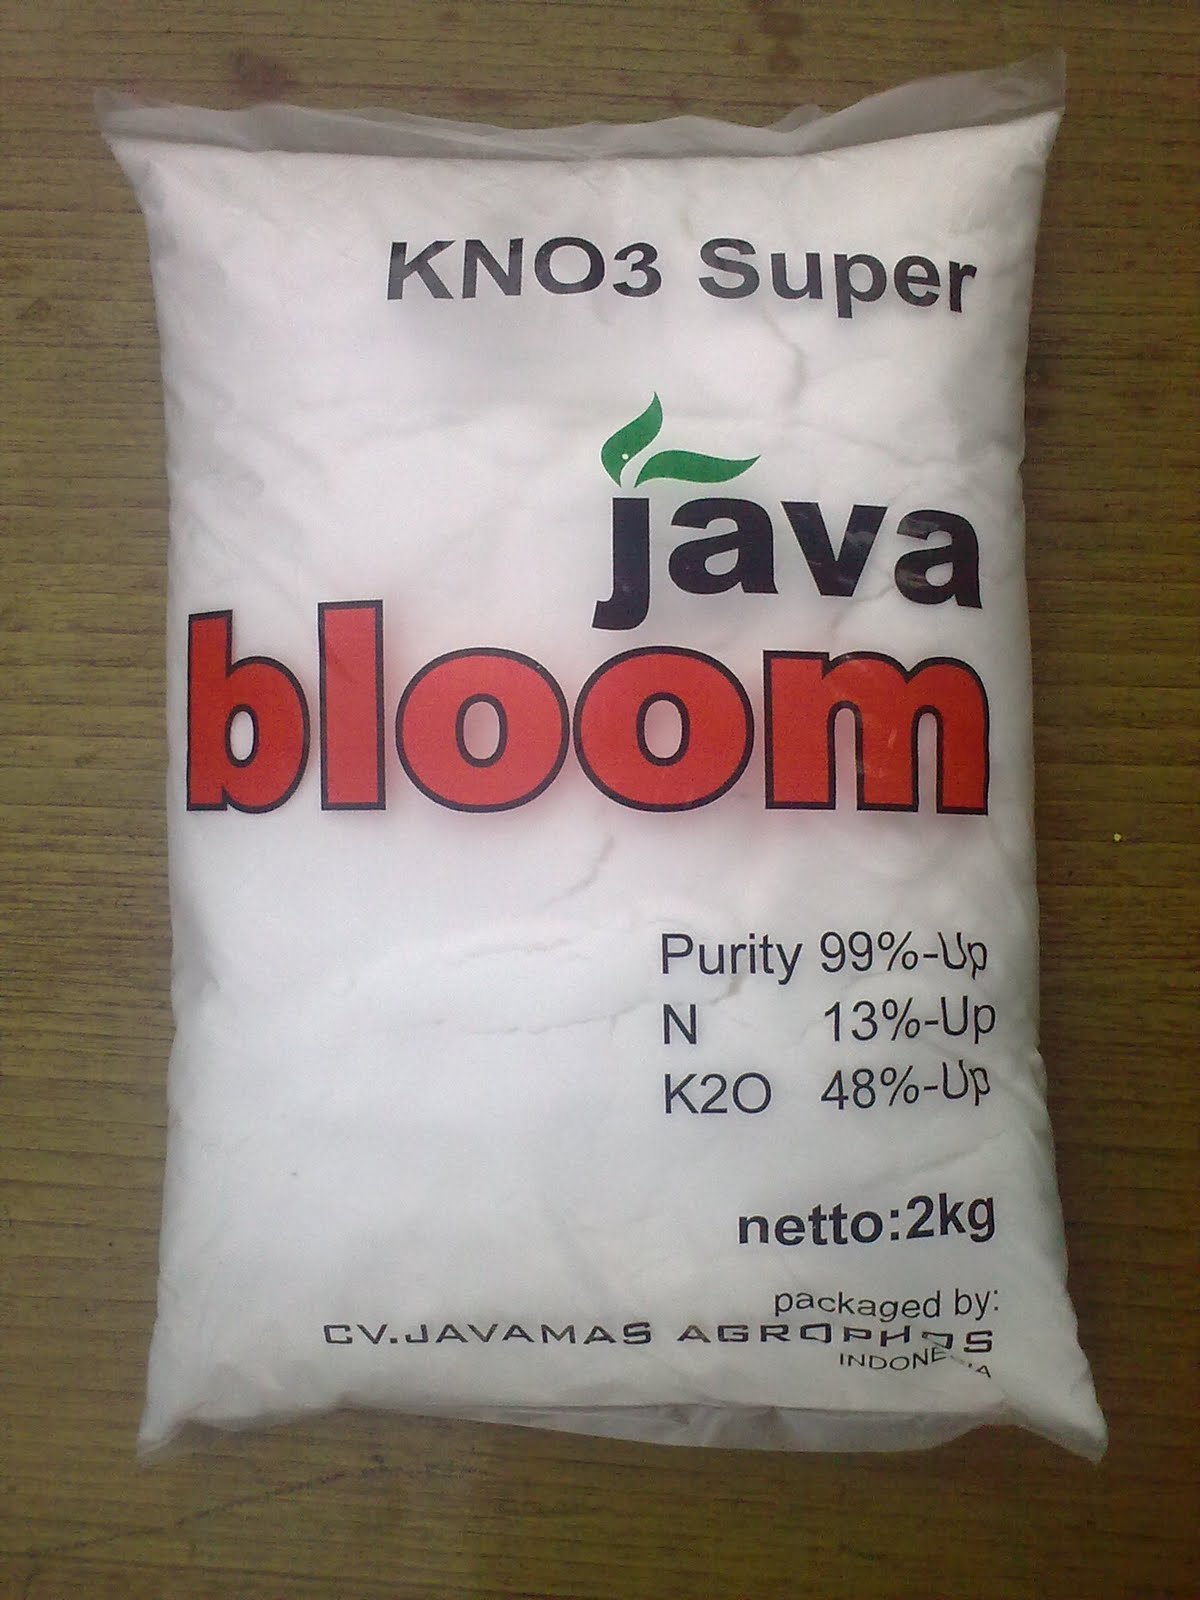 KNO3 Super
java
bloom
Purity 99%-Up
N 13%-Up
K2O 48%-Up
netto:2kg
packaged by:
CV.JAVAMAS AGROPHOS
INDONESIA